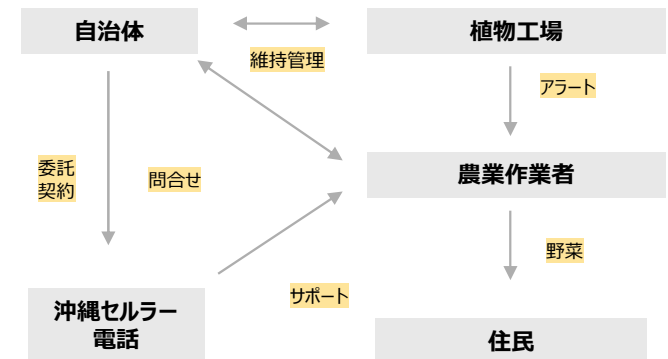 自治体
植物工場
維持管理
アラート
委託
契約
問合せ
農業作業者
野菜
サポート
沖縄セルラー
電話
住民